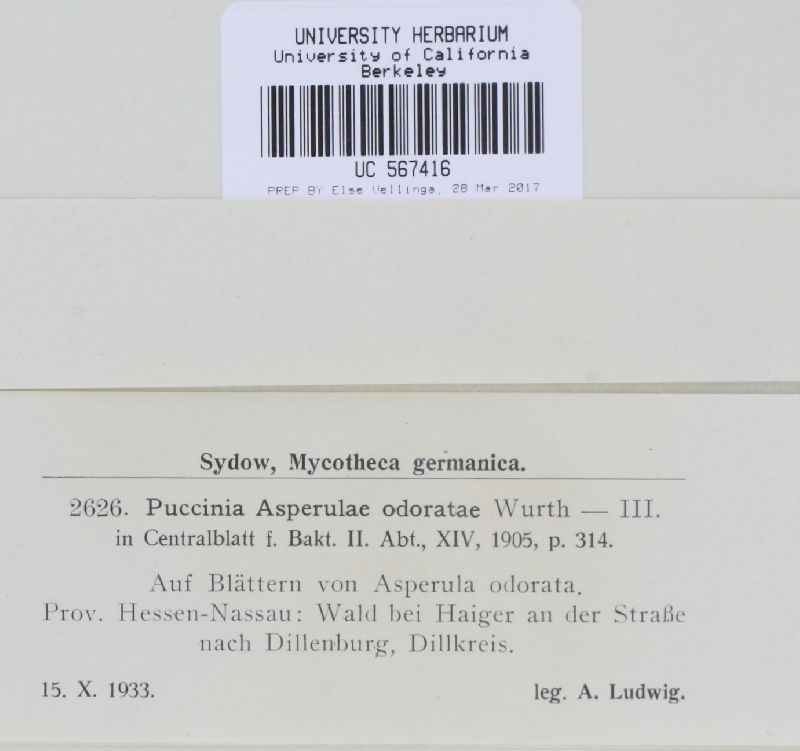 UNIVERSITY HERBARIUM
University of California
Berkeley
UC 567416
PREP BY Else Vellinga, 28 Mar 2017
Sydow, Mycotheca germanica.
2626. Puccinia Asperulae odoratae Wurth — III.
in Centralblatt f. Bakt. II. Abt., XIV, 1905, p. 314.
Auf Blättern von Asperula odorata.
Prov. Hessen-Nassau: Wald bei Haiger an der Straße
nach Dillenburg, Dillkreis.
15. X. 1933. leg. A. Ludwig.